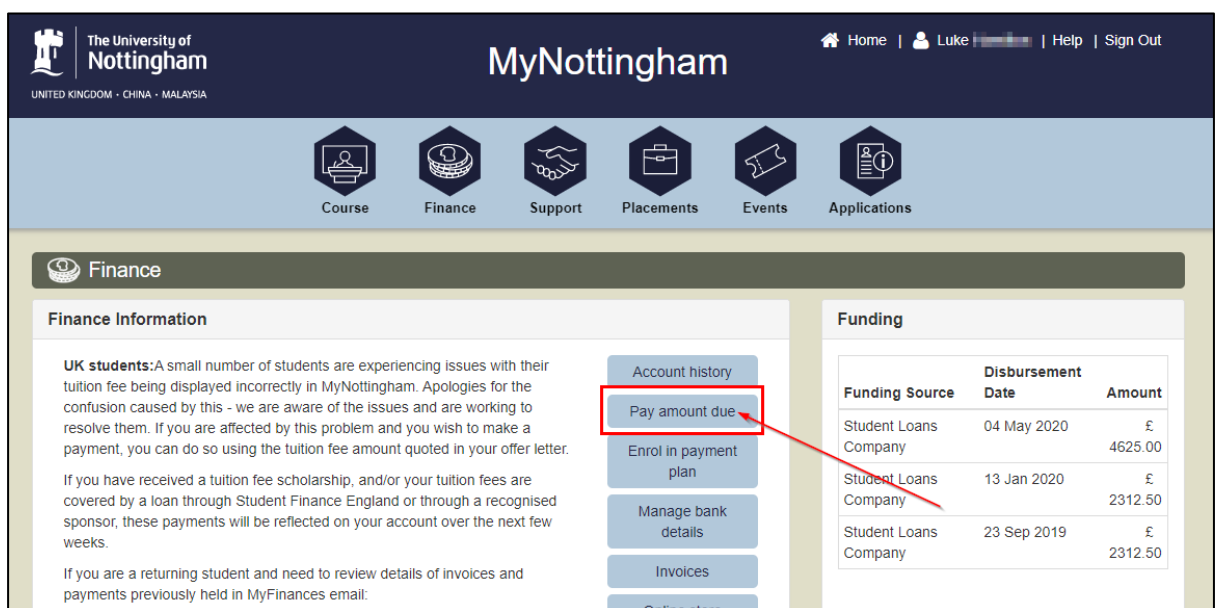 The University of
Nottingham
UNITED KINGDOM · CHINA · MALAYSIA
MyNottingham
Home | Luke | Help | Sign Out
Course
Finance
Support
Placements
Events
Applications
Finance
Finance Information
UK students:A small number of students are experiencing issues with their
tuition fee being displayed incorrectly in MyNottingham. Apologies for the
confusion caused by this - we are aware of the issues and are working to
resolve them. If you are affected by this problem and you wish to make a
payment, you can do so using the tuition fee amount quoted in your offer letter.
If you have received a tuition fee scholarship, and/or your tuition fees are
covered by a loan through Student Finance England or through a recognised
sponsor, these payments will be reflected on your account over the next few
weeks.
If you are a returning student and need to review details of invoices and
payments previously held in MyFinances email:
Account history
Pay amount due
Enrol in payment
plan
Manage bank
details
Invoices
Online store
Funding
Disbursement
Funding Source Date Amount
Student Loans 04 May 2020 £
Company 4625.00
Student Loans 13 Jan 2020 £
Company 2312.50
Student Loans 23 Sep 2019 £
Company 2312.50